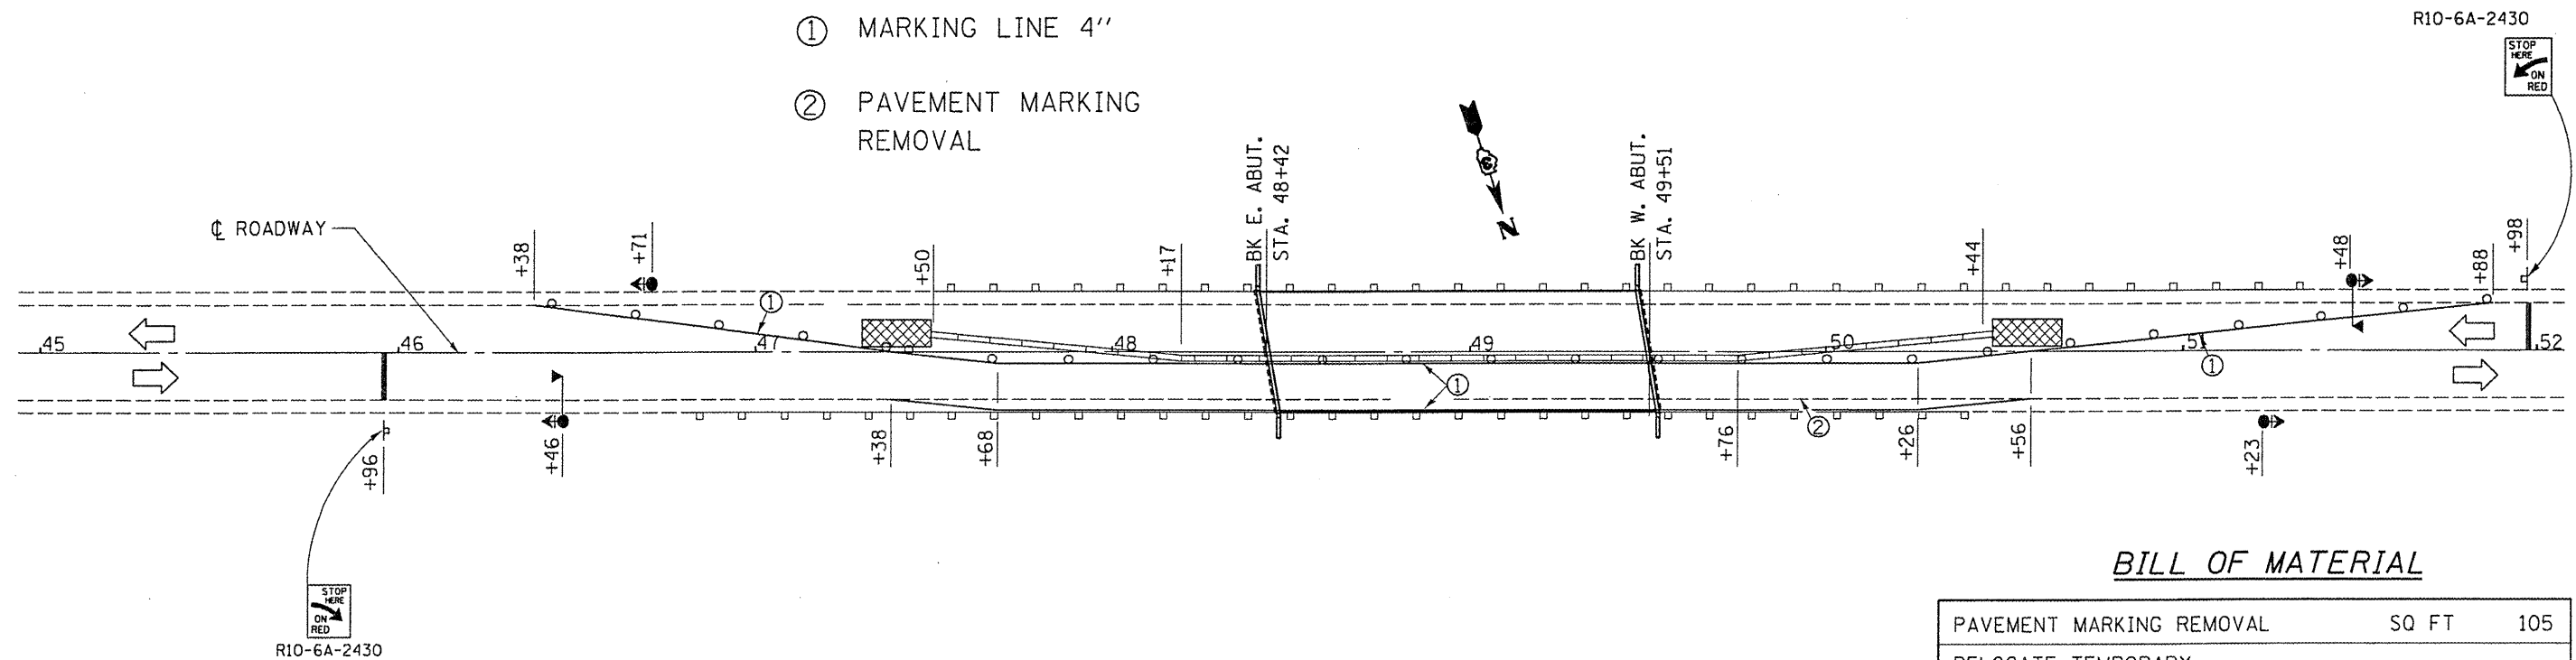 ① MARKING LINE 4''
② PAVEMENT MARKING
REMOVAL
R10-6A-2430
STOP
HERE
ON
RED
BK E. ABUT.
STA. 48+42
BK W. ABUT.
STA. 49+51
N
℄ ROADWAY
+38
+71
+50
+17
+44
+48
+88
+98
①
45
46
47
48
49
50
51
52
①
①
②
+96
+46
+38
+68
+76
+26
+56
+23
STOP
HERE
ON
RED
R10-6A-2430
BILL OF MATERIAL
PAVEMENT MARKING REMOVAL SQ FT 105
RELOCATE TEMPORARY